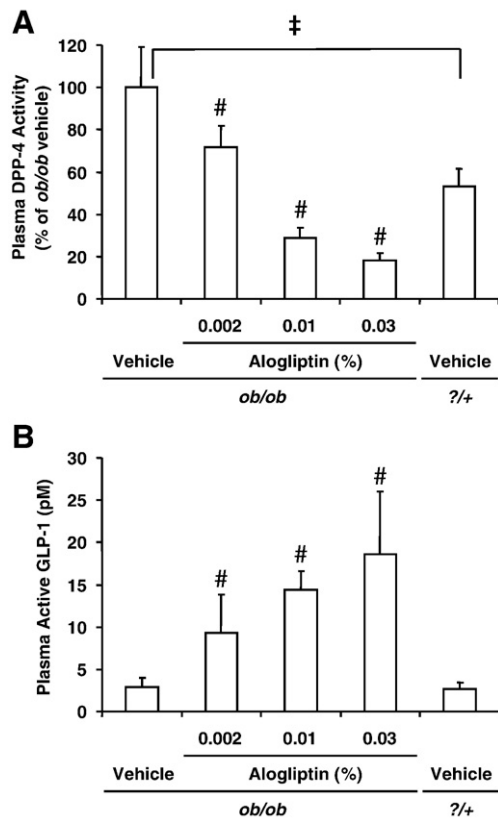 A
‡
120
100
80
60
40
20
0
Plasma DPP-4 Activity
(% of ob/ob vehicle)
# # #
0.002 0.01 0.03
Vehicle Alogliptin (%) Vehicle
ob/ob ?/+
B
30
25
20
15
10
5
0
Plasma Active GLP-1 (pM)
# # #
0.002 0.01 0.03
Vehicle Alogliptin (%) Vehicle
ob/ob ?/+